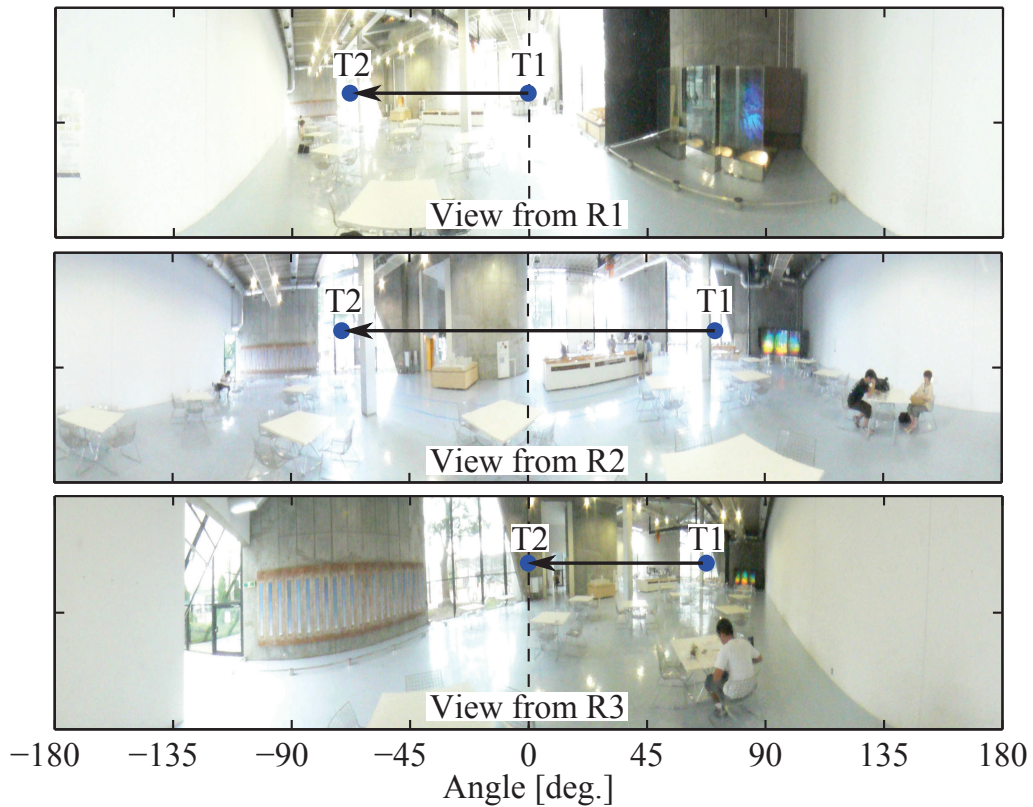 T2 T1
View from R1
T2 T1
View from R2
T2 T1
View from R3
−180 −135 −90 −45 0 45 90 135 180
Angle [deg.]